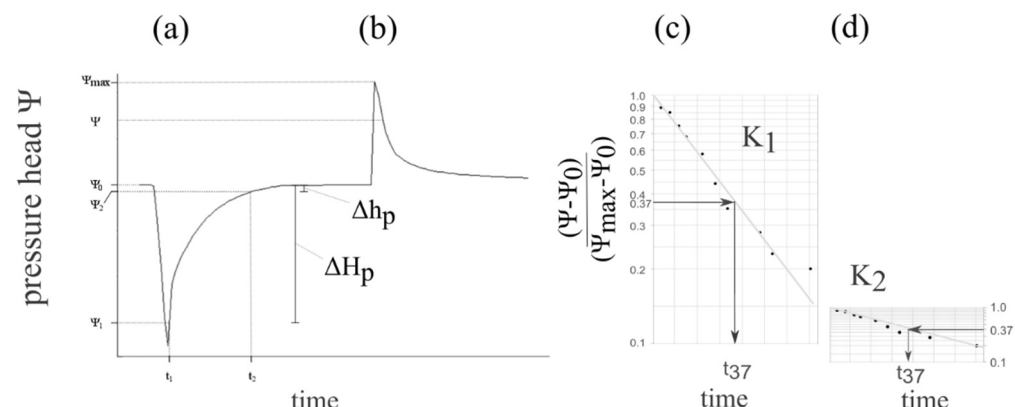 (a)
(b)
(c)
(d)
pressure head Ψ
Ψmax
Ψ
Ψ0
Ψ2
Ψ1
Δhp
ΔHp
t1
t2
time
(Ψ-Ψ0)
(Ψmax-Ψ0)
1.0
0.9
0.8
0.7
0.6
0.5
0.4
0.37
0.3
0.2
0.1
K1
t37
time
K2
1.0
0.37
0.1
t37
time